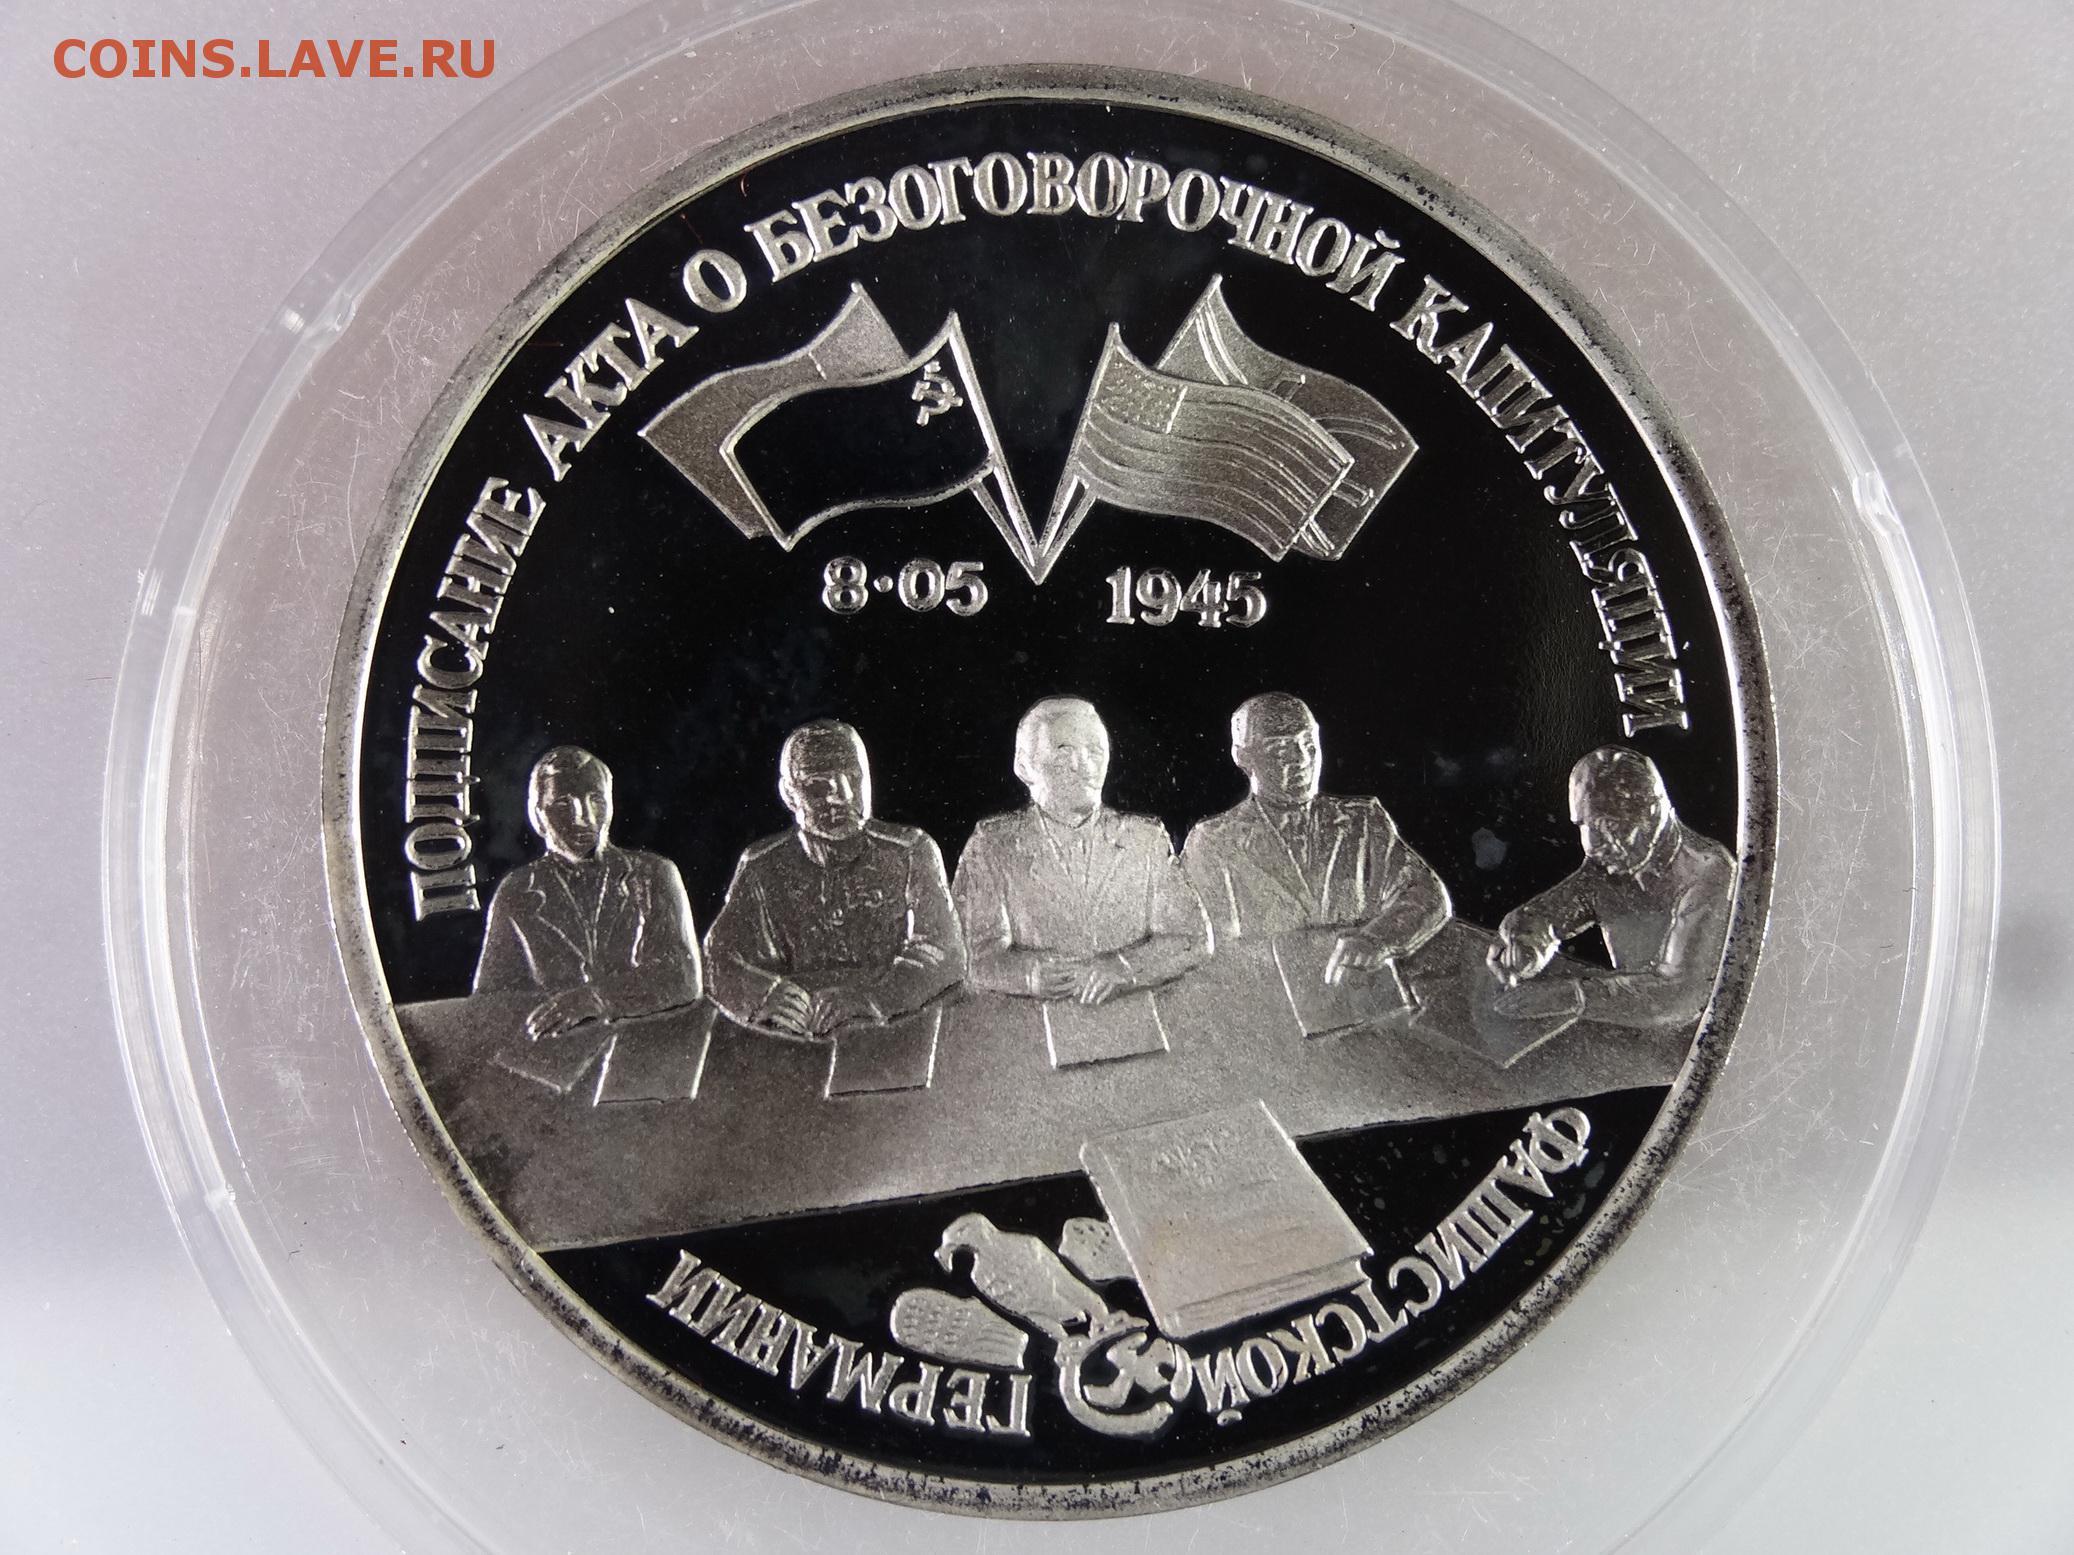 COINS.LAVE.RU
ПОДПИСАНИЕ АКТА О БЕЗОГОВОРОЧНОЙ КАПИТУЛЯЦИИ
8•05 1945
ФАШИСТСКОЙ ГЕРМАНИИ